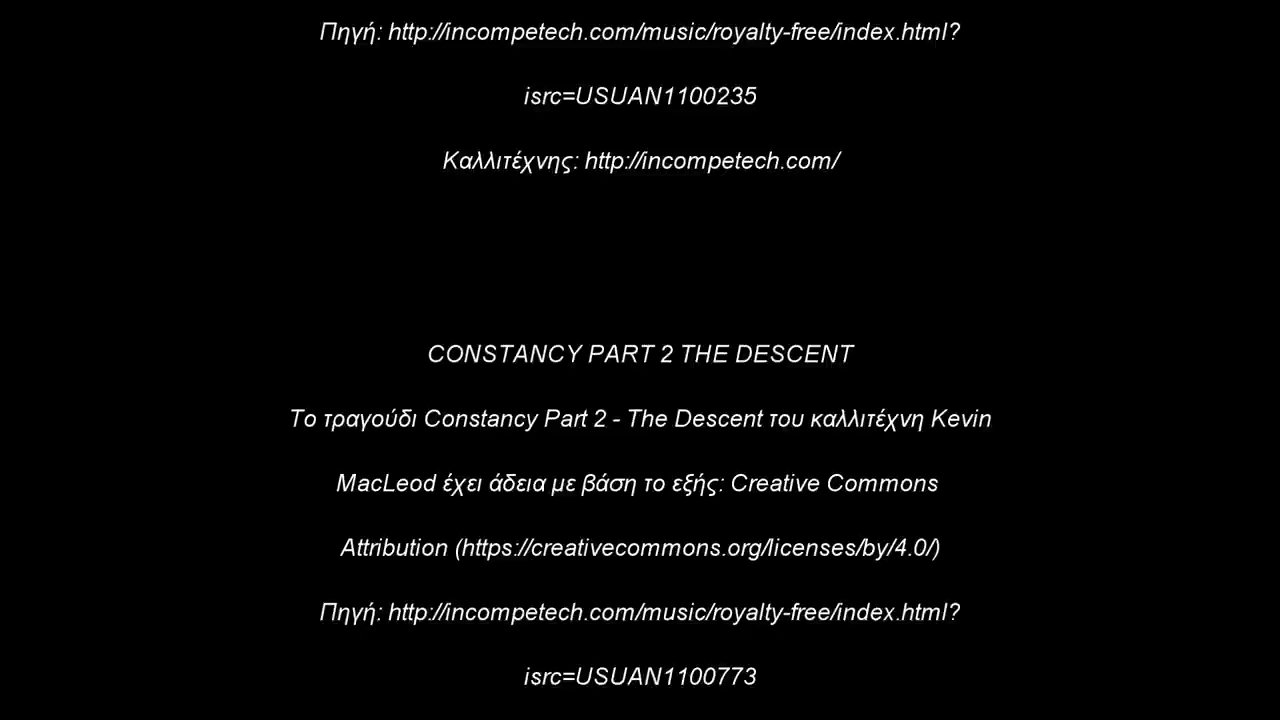 Πηγή: http://incompetech.com/music/royalty-free/index.html?
isrc=USUAN1100235
Καλλιτέχνης: http://incompetech.com/
CONSTANCY PART 2 THE DESCENT
Το τραγούδι Constancy Part 2 - The Descent του καλλιτέχνη Kevin
MacLeod έχει άδεια με βάση το εξής: Creative Commons
Attribution (https://creativecommons.org/licenses/by/4.0/)
Πηγή: http://incompetech.com/music/royalty-free/index.html?
isrc=USUAN1100773